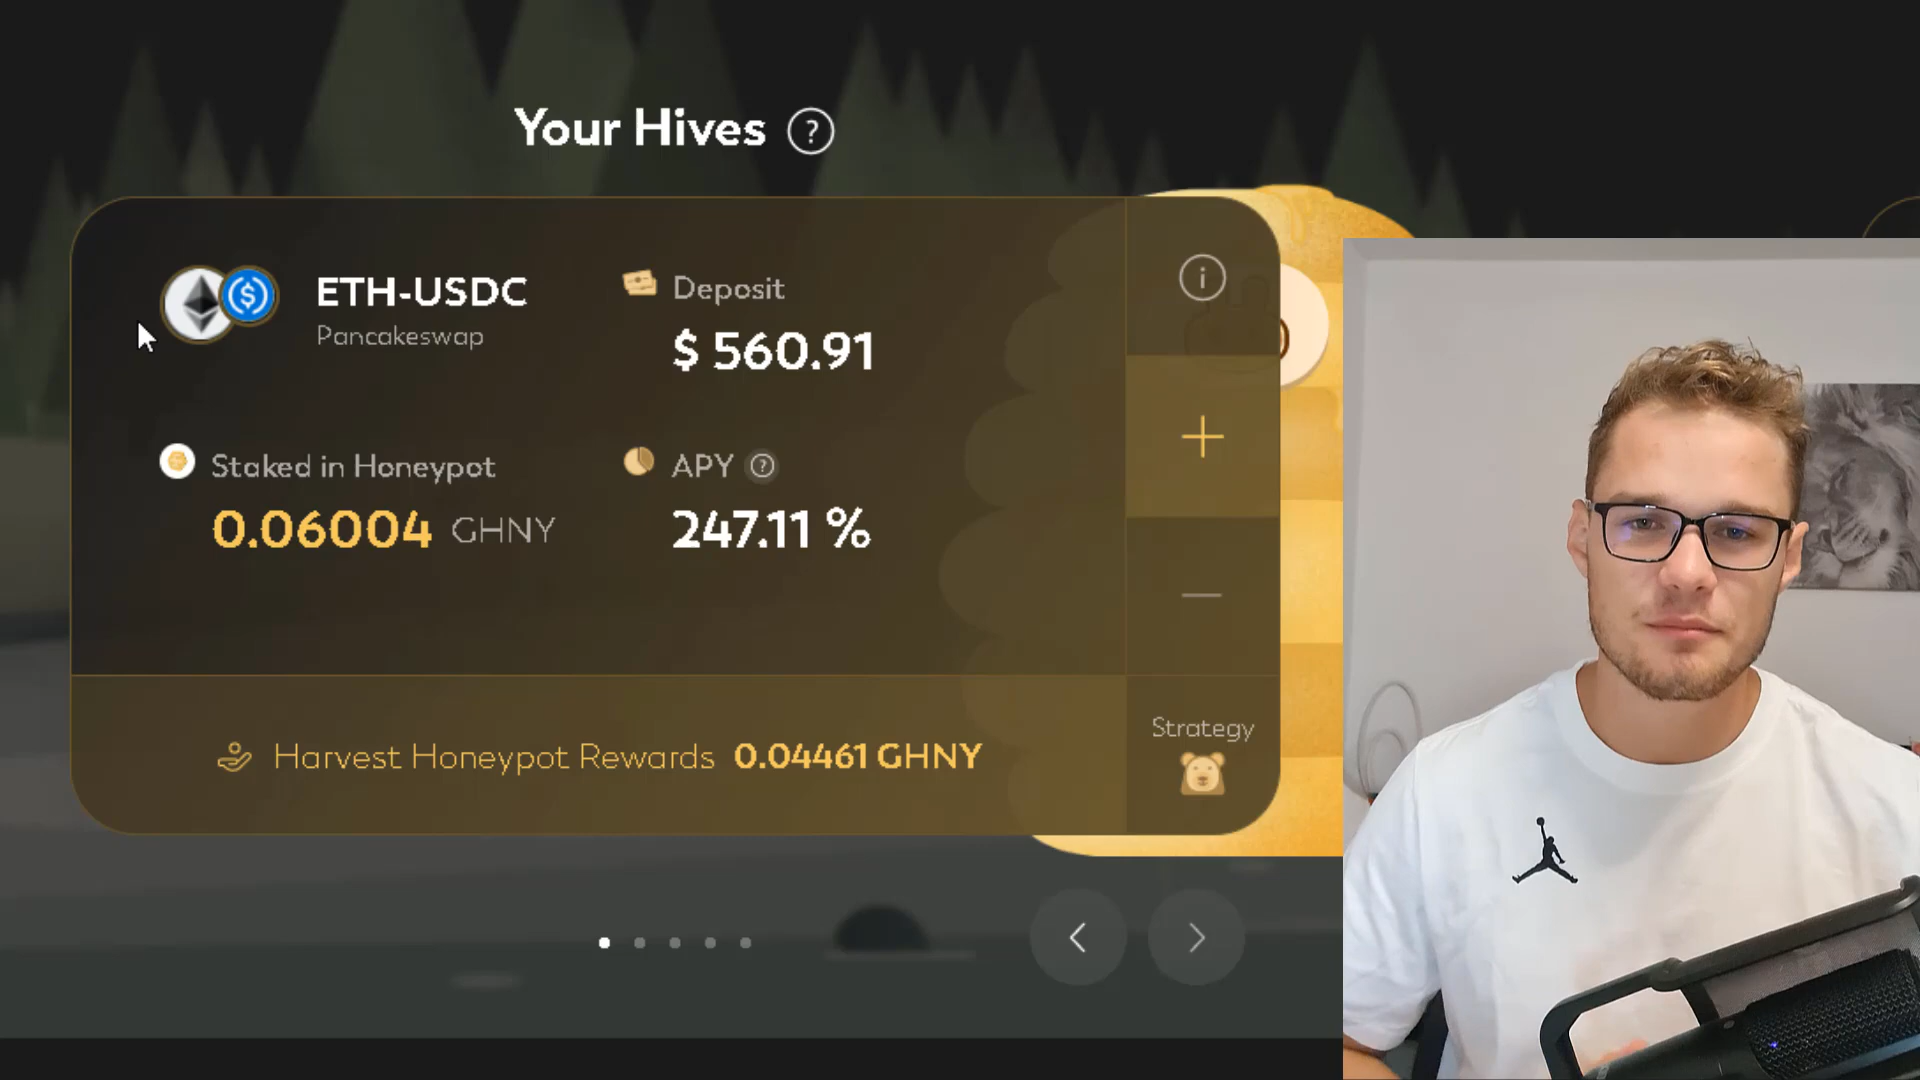 Your Hives ?
ETH-USDC
Pancakeswap
Deposit
$ 560.91
Staked in Honeypot
0.06004 GHNY
APY ?
247.11 %
Harvest Honeypot Rewards 0.04461 GHNY
Strategy